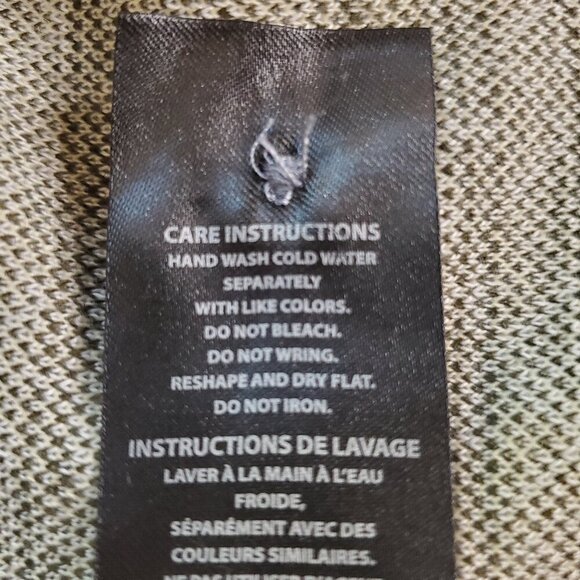 CARE INSTRUCTIONS
HAND WASH COLD WATER
SEPARATELY
WITH LIKE COLORS.
DO NOT BLEACH.
DO NOT WRING.
RESHAPE AND DRY FLAT.
DO NOT IRON.
INSTRUCTIONS DE LAVAGE
LAVER À LA MAIN À L'EAU
FROIDE,
SÉPARÉMENT AVEC DES
COULEURS SIMILAIRES.